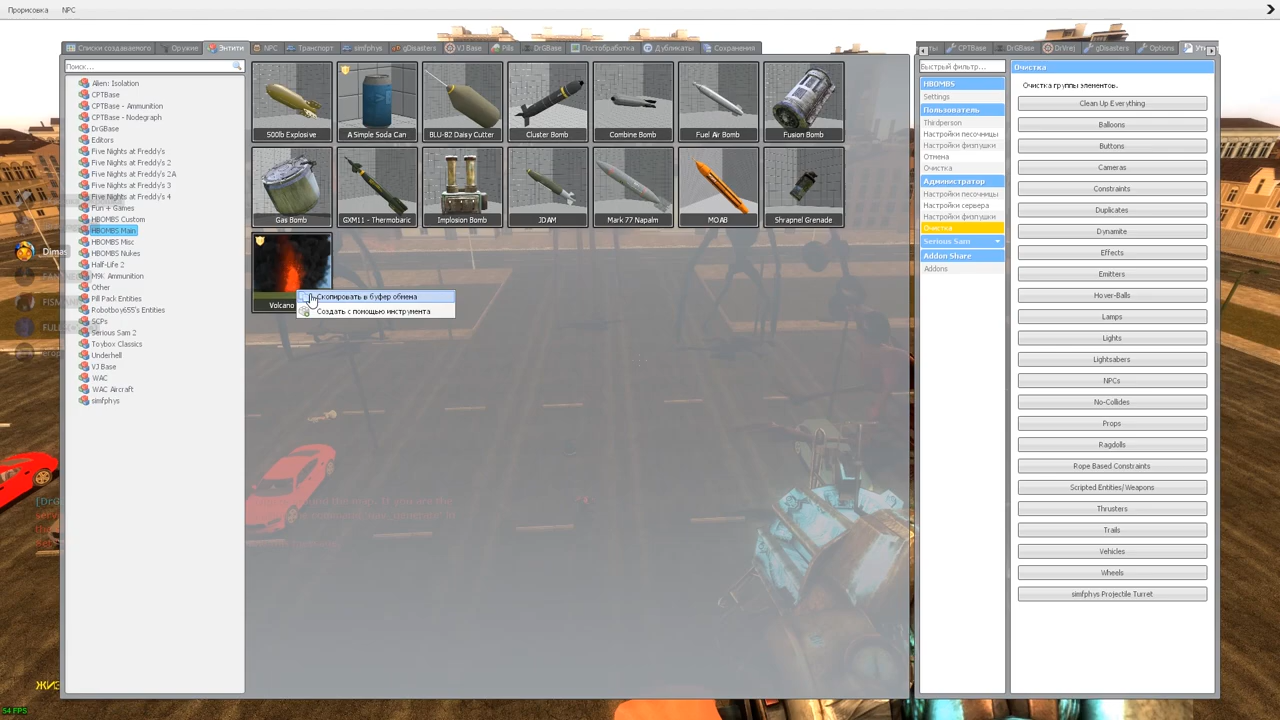 Прорисовка NPC
Списки создаваемого Оружие Энтити NPC Транспорт simfphys gDisasters VJ Base Pills DrGBase Постобработка Дубликаты Сохранения
Поиск...
Alien: Isolation
CPTBase
CPTBase - Ammunition
CPTBase - Nodegraph
DrGBase
Editors
Five Nights at Freddy's
Five Nights at Freddy's 2
Five Nights at Freddy's 2A
Five Nights at Freddy's 3
Five Nights at Freddy's 4
Fun + Games
HBOMBS Custom
HBOMBS Main
HBOMBS Misc
HBOMBS Nukes
Half-Life 2
M9K Ammunition
Other
Pill Pack Entities
Robotboy655's Entities
SCPs
Serious Sam 2
Toybox Classics
Underhell
VJ Base
WAC
WAC Aircraft
simfphys
500lb Explosive
A Simple Soda Can
BLU-82 Daisy Cutter
Cluster Bomb
Combine Bomb
Fuel Air Bomb
Fusion Bomb
Gas Bomb
GXM11 - Thermobaric
Implosion Bomb
JDAM
Mark 77 Napalm
MOAB
Shrapnel Grenade
Volcano
Скопировать в буфер обмена
Создать с помощью инструмента
Dimas
54 FPS
CPTBase DrGBase DrVrej gDisasters Options
Быстрый фильтр...
HBOMBS
Settings
Пользователь
Thirdperson
Настройки песочницы
Настройки физпушки
Отмена
Очистка
Администратор
Настройки песочницы
Настройки сервера
Настройки физпушки
Очистка
Serious Sam
Addon Share
Addons
Очистка
Очистка группы элементов.
Clean Up Everything
Balloons
Buttons
Cameras
Constraints
Duplicates
Dynamite
Effects
Emitters
Hover-Balls
Lamps
Lights
Lightsabers
NPCs
No-Collides
Props
Ragdolls
Rope Based Constraints
Scripted Entities/Weapons
Thrusters
Trails
Vehicles
Wheels
simfphys Projectile Turret